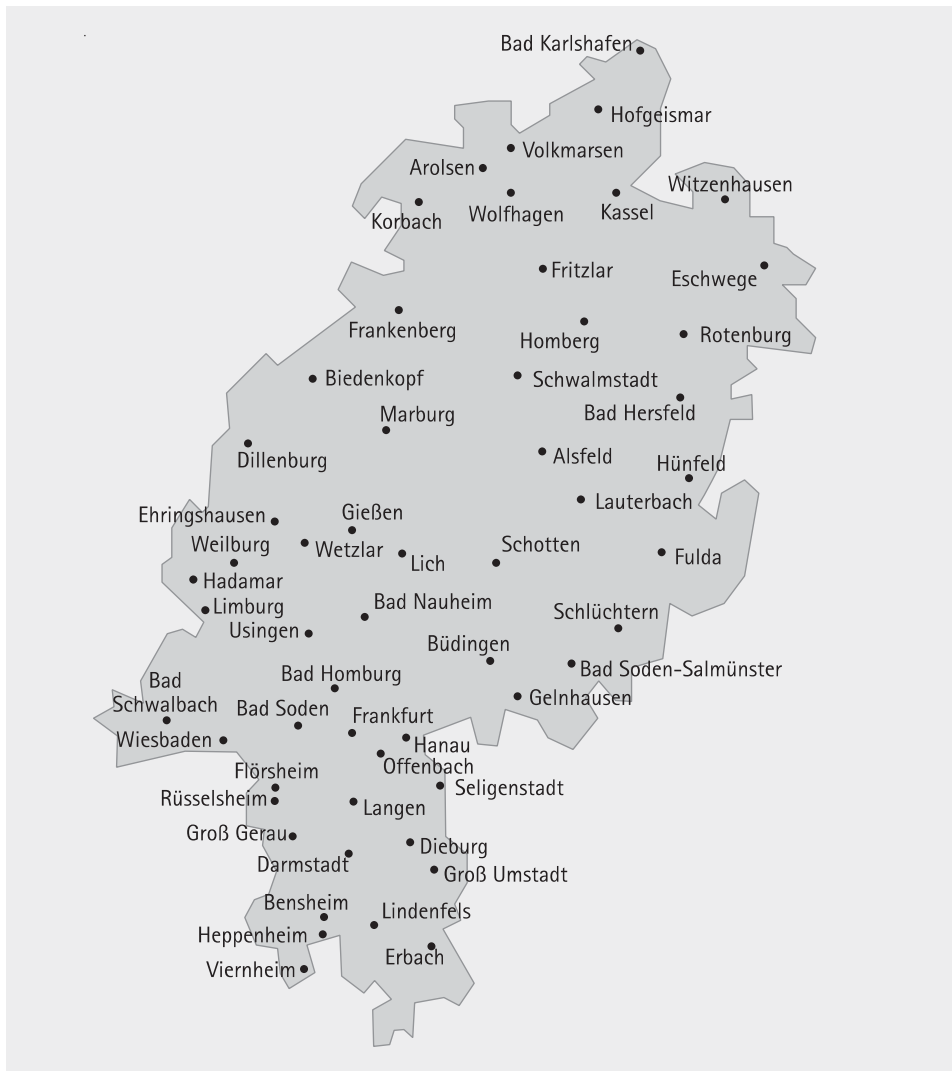 Bad Karlshafen
Hofgeismar
Volkmarsen
Arolsen
Witzenhausen
Korbach
Wolfhagen
Kassel
Fritzlar
Eschwege
Frankenberg
Homberg
Rotenburg
Biedenkopf
Schwalmstadt
Marburg
Bad Hersfeld
Dillenburg
Alsfeld
Hünfeld
Lauterbach
Ehringshausen
Gießen
Weilburg
Wetzlar
Lich
Schotten
Fulda
Hadamar
Limburg
Bad Nauheim
Schlüchtern
Usingen
Büdingen
Bad Soden-Salmünster
Bad Homburg
Bad
Schwalbach
Gelnhausen
Bad Soden
Frankfurt
Wiesbaden
Hanau
Offenbach
Flörsheim
Seligenstadt
Rüsselsheim
Langen
Groß Gerau
Dieburg
Darmstadt
Groß Umstadt
Bensheim
Lindenfels
Heppenheim
Erbach
Viernheim